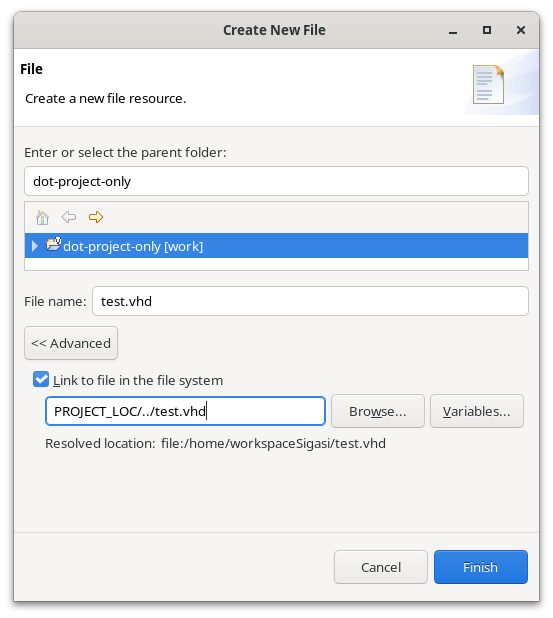 Create New File
File
Create a new file resource.
Enter or select the parent folder:
dot-project-only
dot-project-only [work]
File name: test.vhd
<< Advanced
Link to file in the file system
PROJECT_LOC/../test.vhd Browse... Variables...
Resolved location: file:/home/workspaceSigasi/test.vhd
Cancel Finish